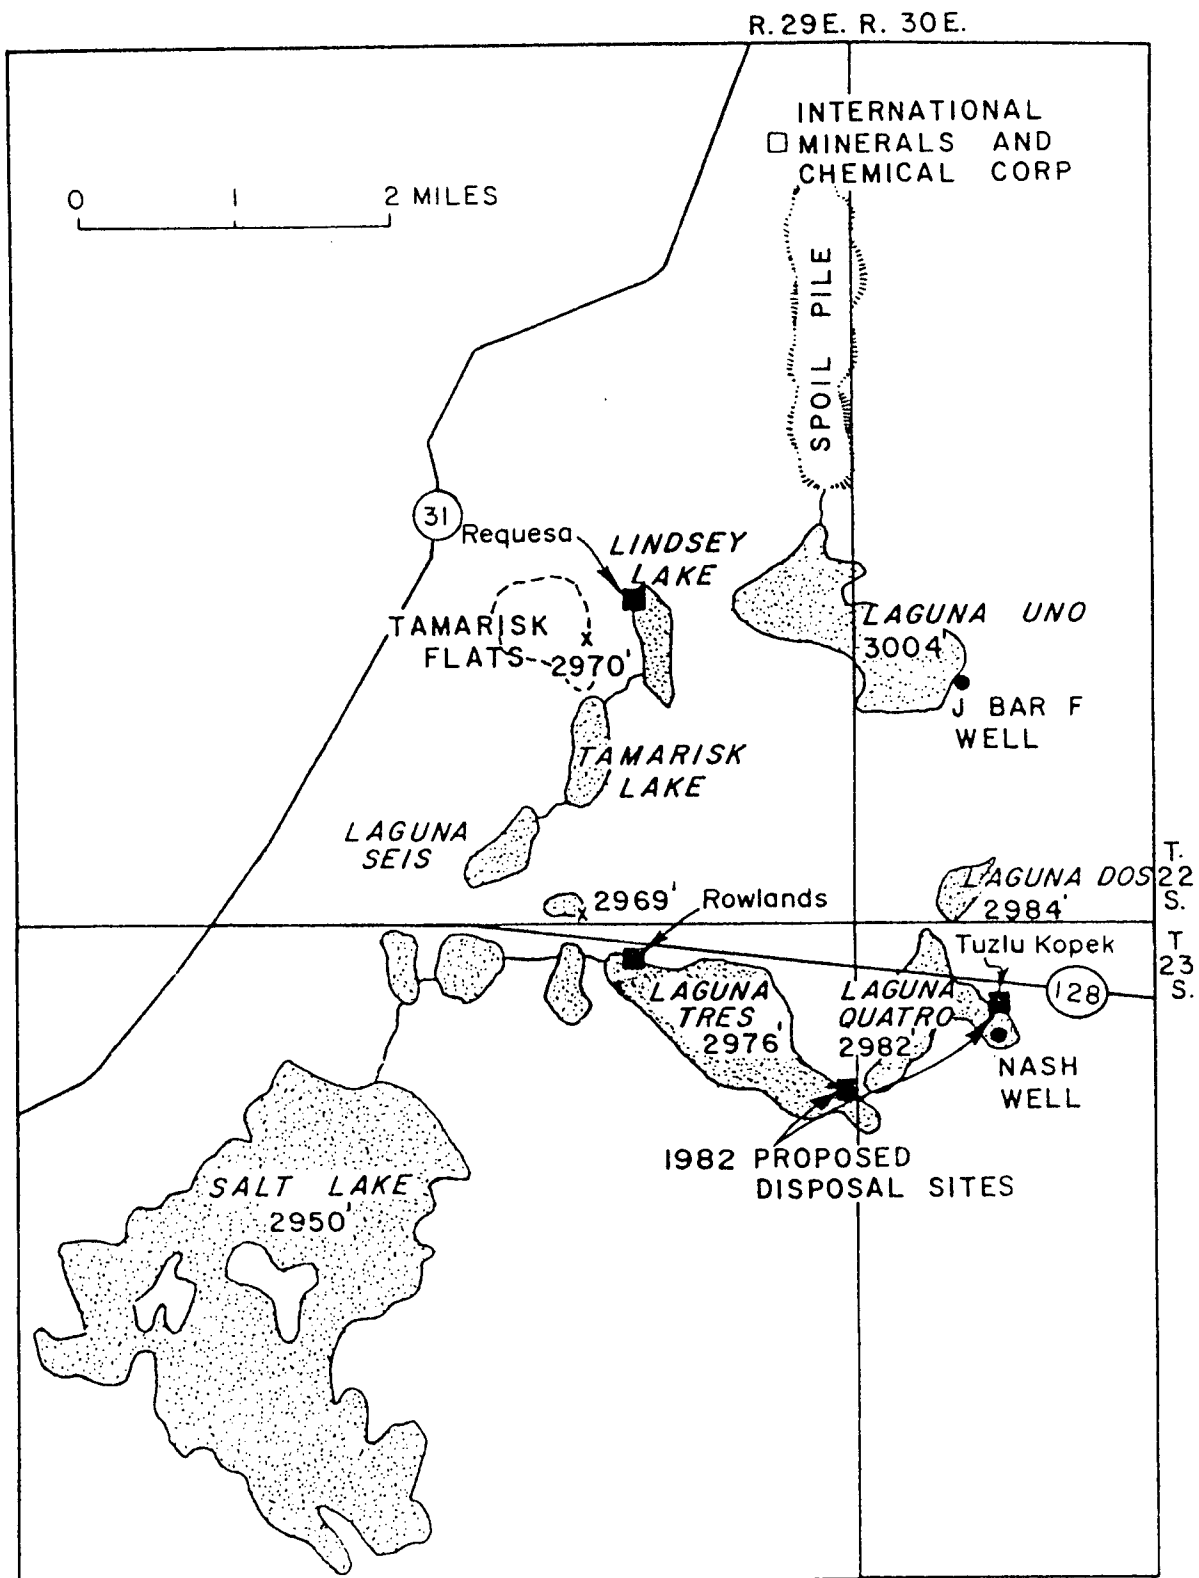 R. 29E. R. 30E.
INTERNATIONAL
MINERALS AND
CHEMICAL CORP
0 1 2 MILES
SPOIL PILE
31
Requesa
LINDSEY
LAKE
TAMARISK
FLATS
2970'
LAGUNA UNO
3004'
J BAR F
WELL
TAMARISK
LAKE
LAGUNA
SEIS
T.
22
S.
LAGUNA DOS
2984'
2969'
Rowlands
T
23
S.
Tuzlu Kopek
128
LAGUNA
TRES
2976'
LAGUNA
QUATRO
2982'
NASH
WELL
1982 PROPOSED
DISPOSAL SITES
SALT LAKE
2950'